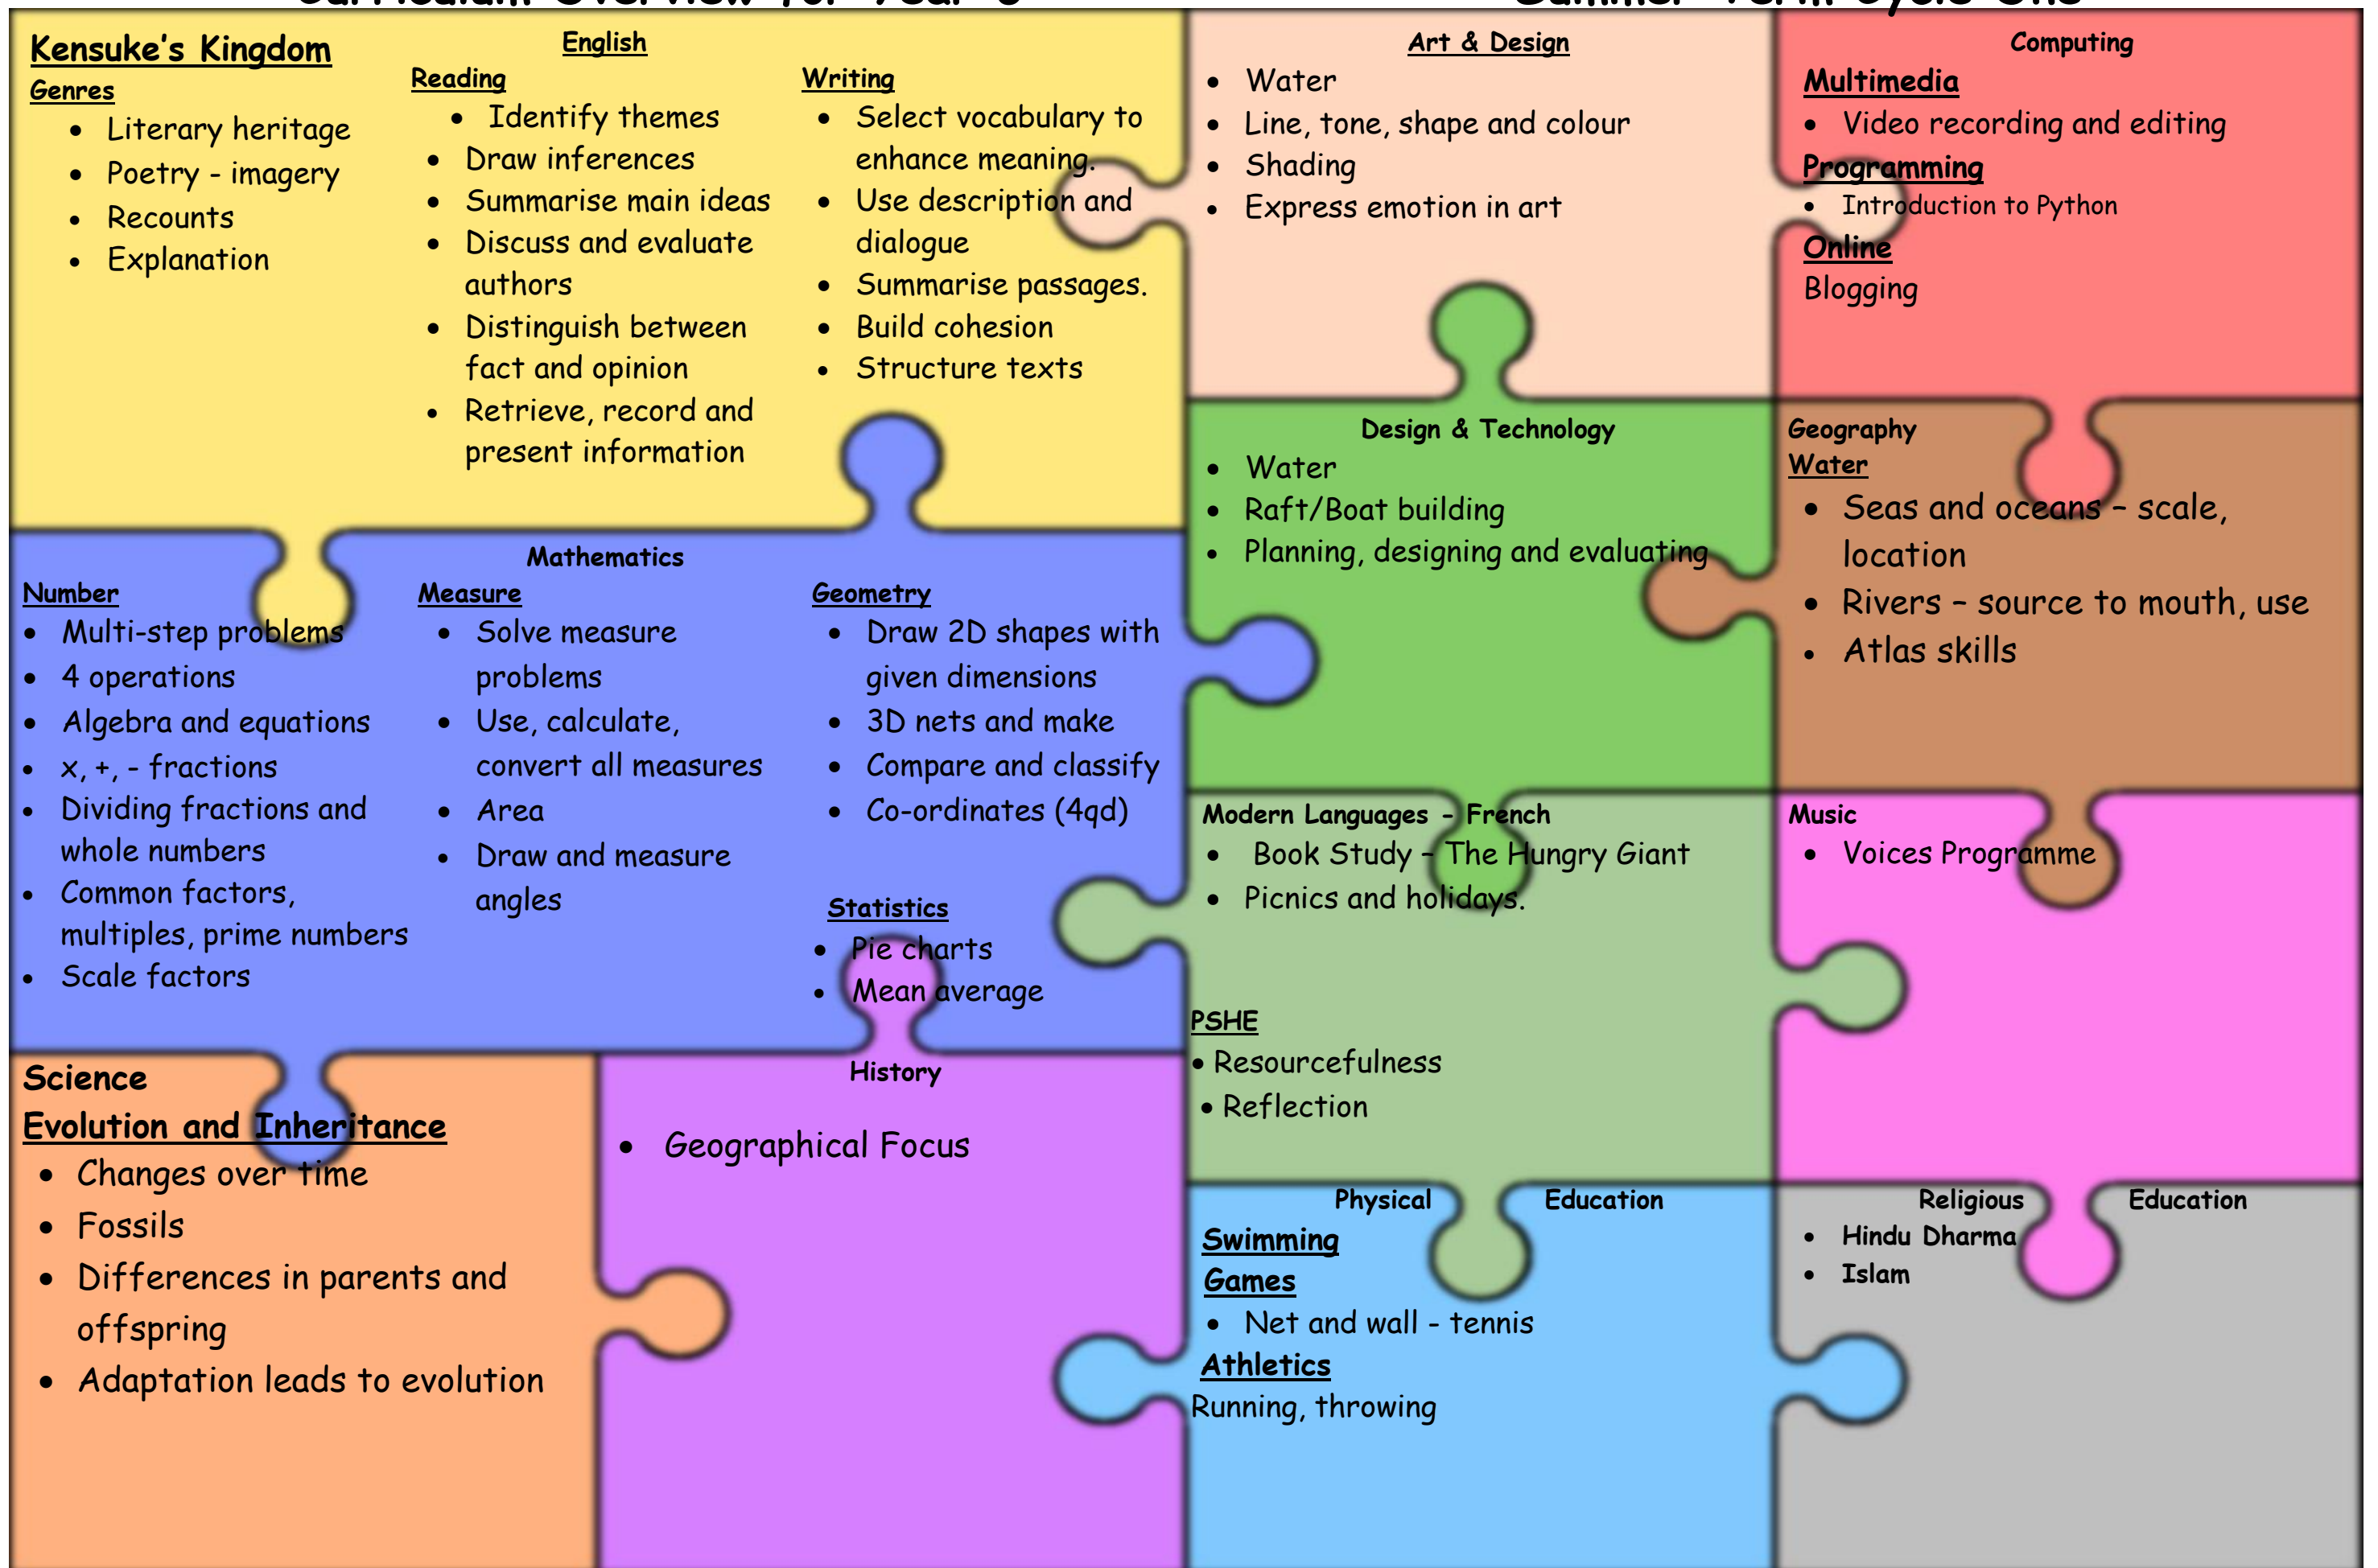 Kensuke's Kingdom
Genres
• Literary heritage
• Poetry - imagery
• Recounts
• Explanation
English
Reading
• Identify themes
• Draw inferences
• Summarise main ideas
• Discuss and evaluate
authors
• Distinguish between
fact and opinion
• Retrieve, record and
present information
Writing
• Select vocabulary to
enhance meaning.
• Use description and
dialogue
• Summarise passages.
• Build cohesion
• Structure texts
Art & Design
• Water
• Line, tone, shape and colour
• Shading
• Express emotion in art
Computing
Multimedia
• Video recording and editing
Programming
• Introduction to Python
Online
Blogging
Design & Technology
• Water
• Raft/Boat building
• Planning, designing and evaluating
Geography
Water
• Seas and oceans – scale,
location
• Rivers – source to mouth, use
• Atlas skills
Mathematics
Number
• Multi-step problems
• 4 operations
• Algebra and equations
• x, +, - fractions
• Dividing fractions and
whole numbers
• Common factors,
multiples, prime numbers
• Scale factors
Measure
• Solve measure
problems
• Use, calculate,
convert all measures
• Area
• Draw and measure
angles
Geometry
• Draw 2D shapes with
given dimensions
• 3D nets and make
• Compare and classify
• Co-ordinates (4qd)
Statistics
• Pie charts
• Mean average
Modern Languages - French
• Book Study – The Hungry Giant
• Picnics and holidays.
PSHE
• Resourcefulness
• Reflection
Music
• Voices Programme
Science
Evolution and Inheritance
• Changes over time
• Fossils
• Differences in parents and
offspring
• Adaptation leads to evolution
History
• Geographical Focus
Physical Education
Swimming
Games
• Net and wall - tennis
Athletics
Running, throwing
Religious Education
• Hindu Dharma
• Islam